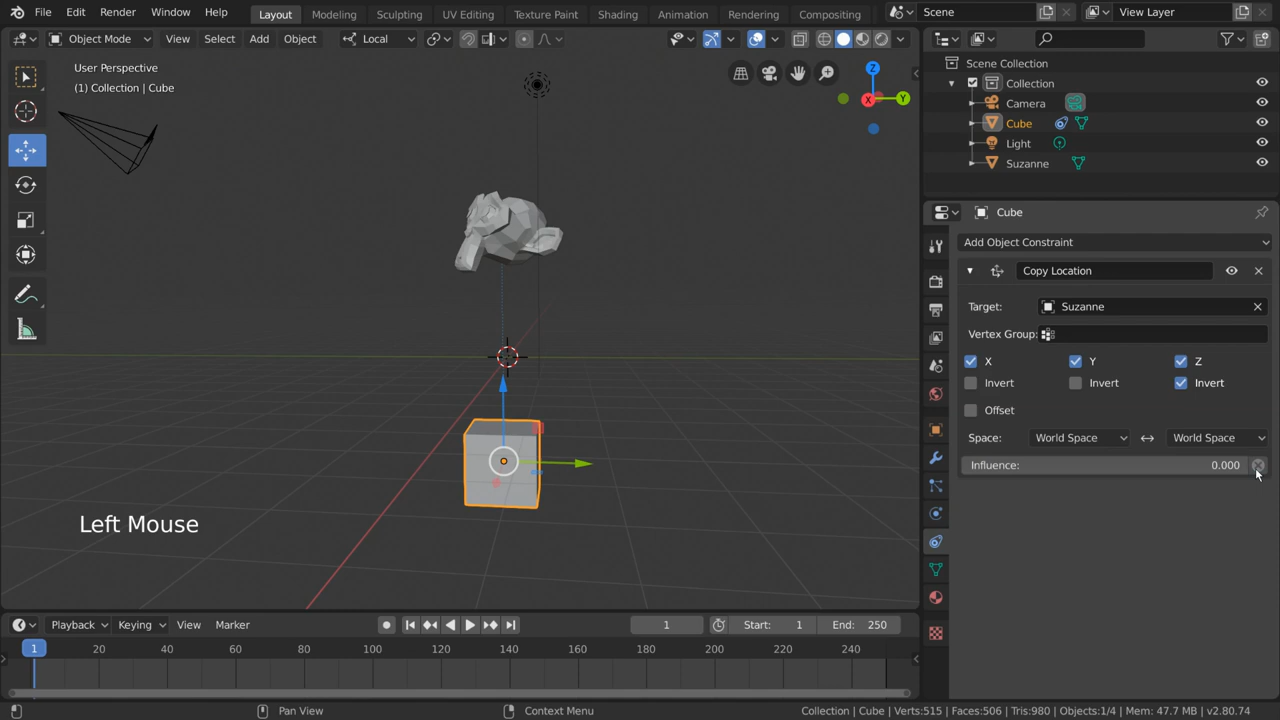 File Edit Render Window Help Layout Modeling Sculpting UV Editing Texture Paint Shading Animation Rendering Compositing Scene View Layer
Object Mode View Select Add Object Local
User Perspective
(1) Collection | Cube
Z
Y
X
Scene Collection
Collection
Camera
Cube
Light
Suzanne
Cube
Add Object Constraint
Copy Location
Target: Suzanne
Vertex Group:
X Y Z
Invert Invert Invert
Offset
Space: World Space World Space
Influence: 0.000
Left Mouse
Playback Keying View Marker 1 Start: 1 End: 250
1 20 40 60 80 100 120 140 160 180 200 220 240
Pan View Context Menu Collection | Cube | Verts:515 | Faces:506 | Tris:980 | Objects:1/4 | Mem: 47.7 MB | v2.80.74